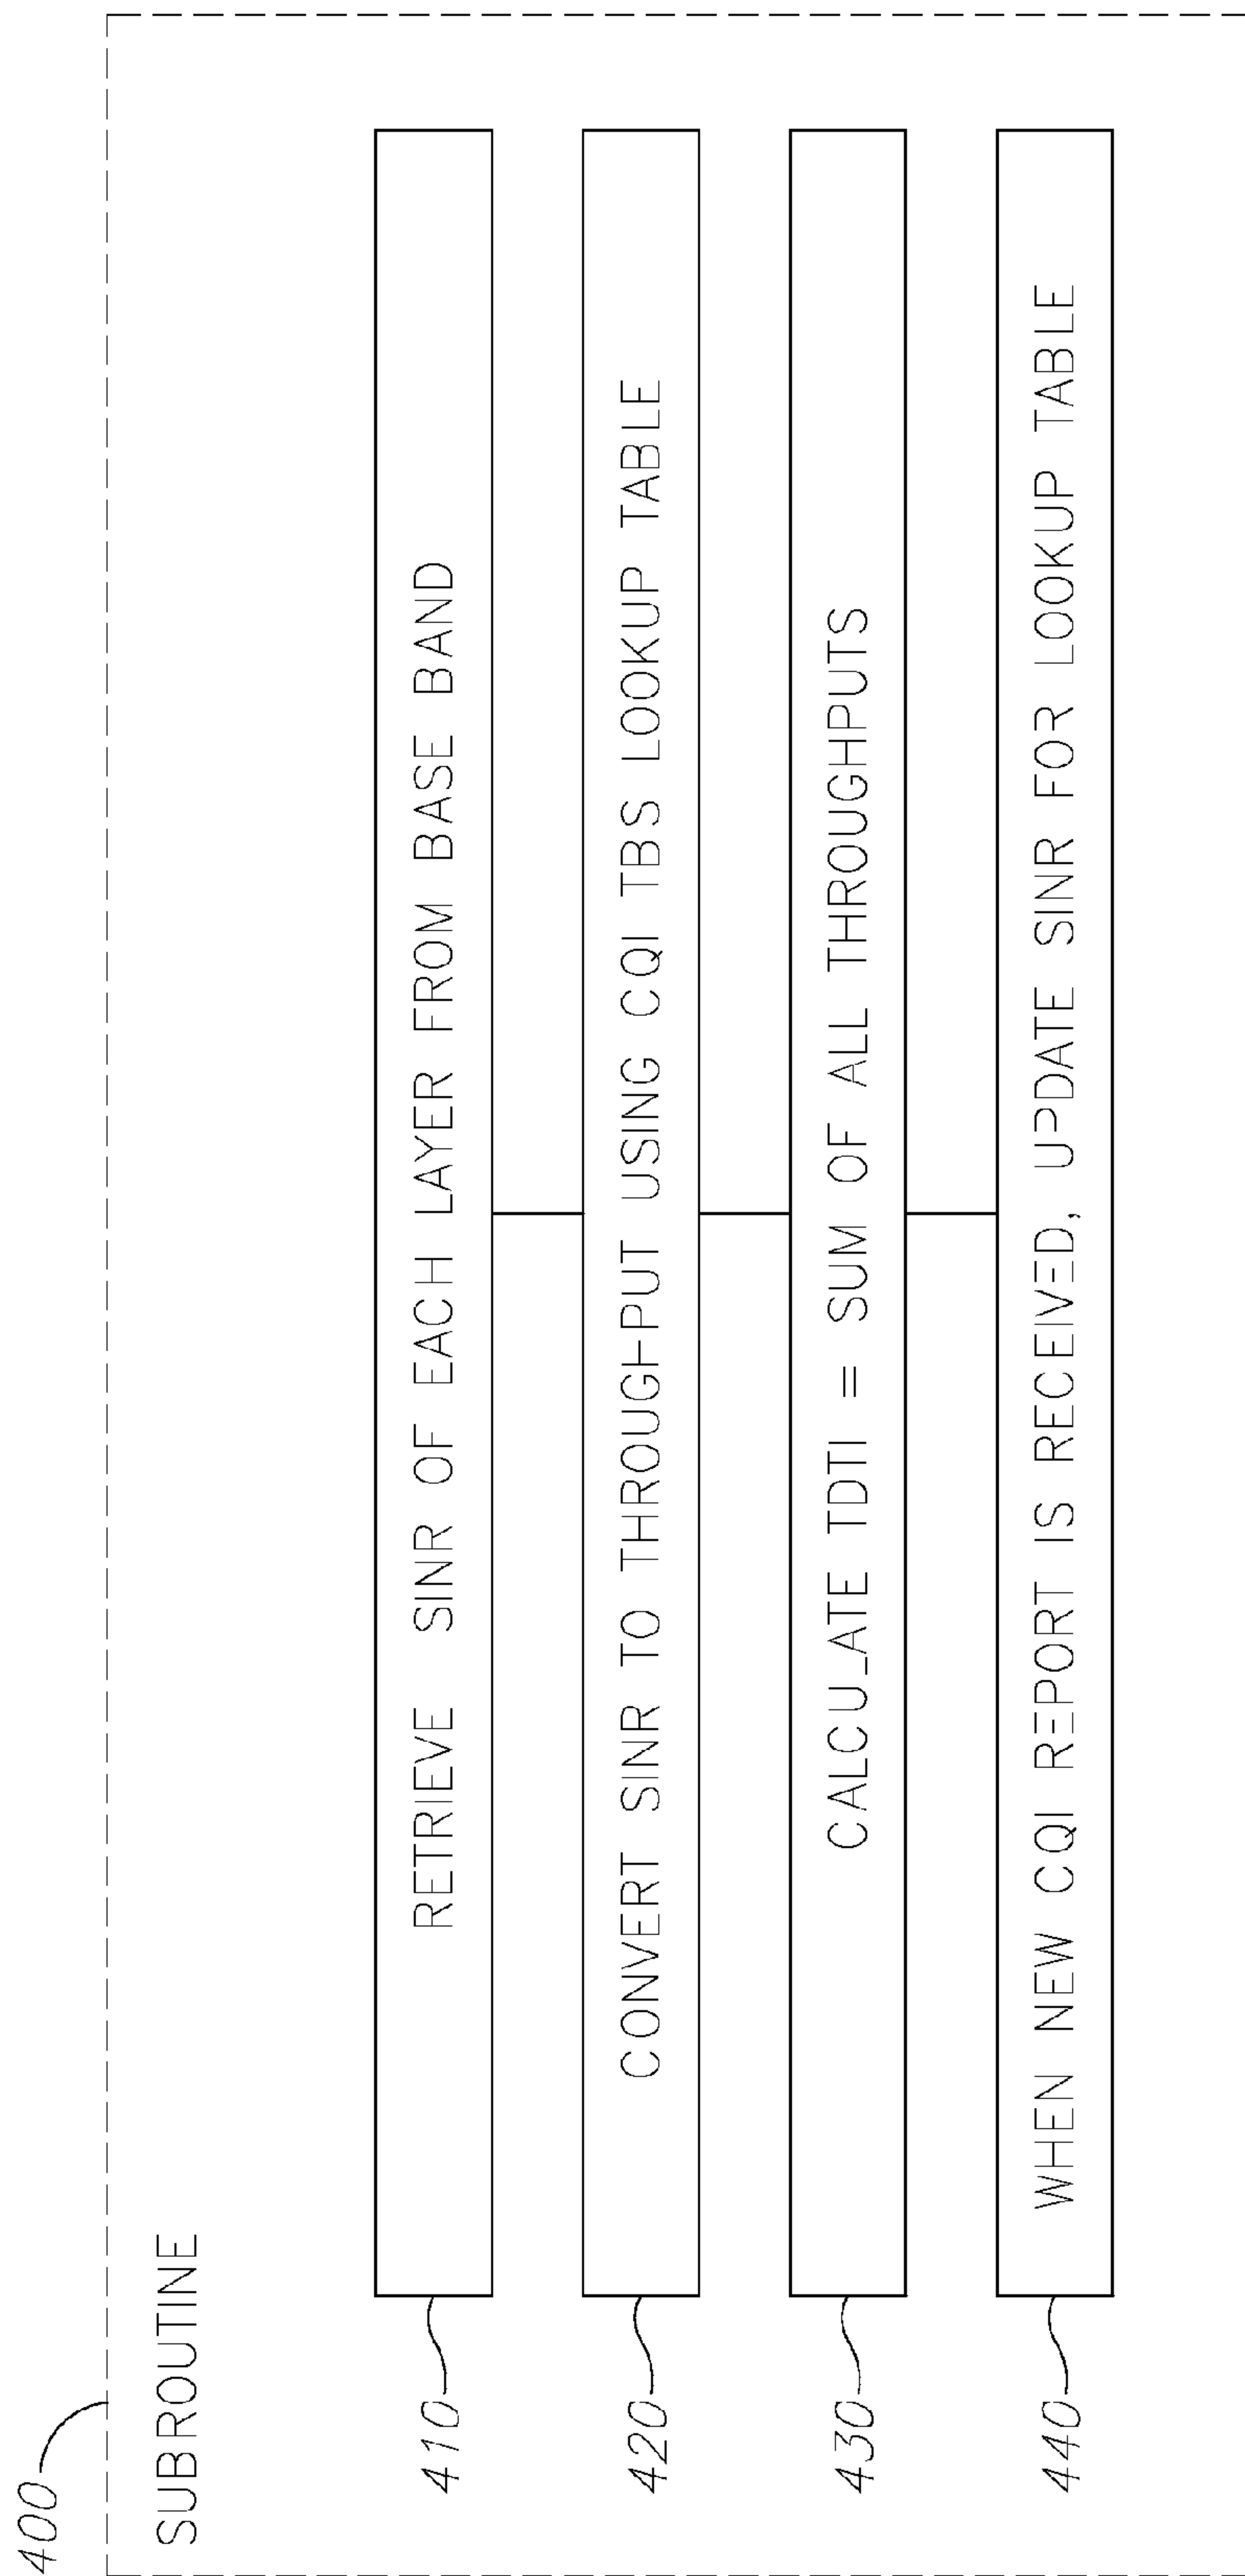 400
SUBROUTINE
410
RETRIEVE SINR OF EACH LAYER FROM BASE BAND
420
CONVERT SINR TO THROUGHPUT USING CQI TBS LOOKUP TABLE
430
CALCULATE TDTI = SUM OF ALL THROUGHPUTS
440
WHEN NEW CQI REPORT IS RECEIVED, UPDATE SINR FOR LOOKUP TABLE